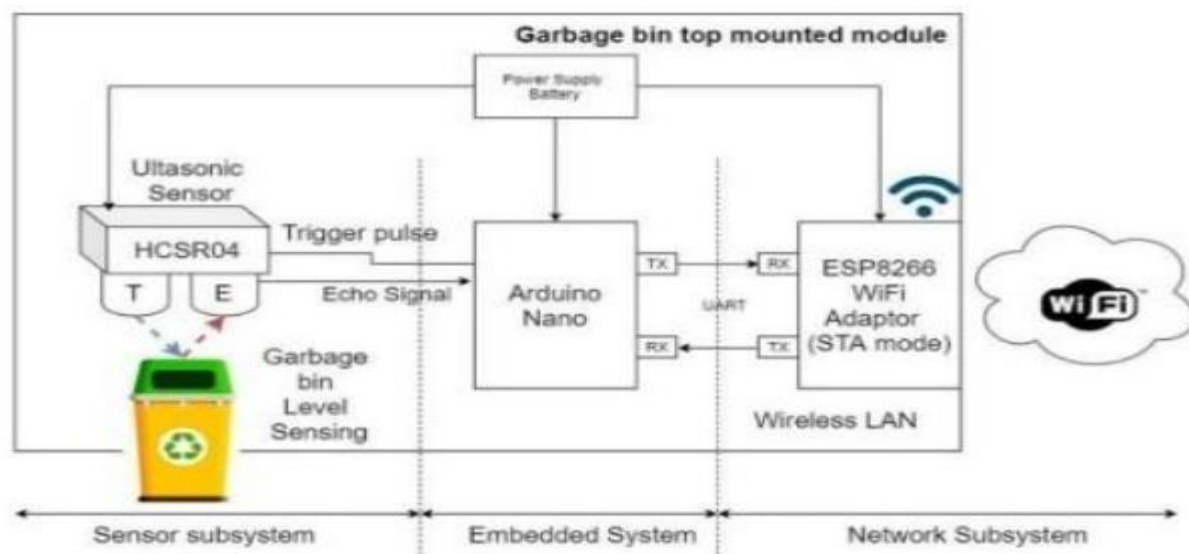 Garbage bin top mounted module
Power Supply
Battery
Ultasonic
Sensor
HCSR04
Trigger pulse
T
E
Echo Signal
Arduino
Nano
TX
RX
UART
RX
TX
ESP8266
WiFi
Adaptor
(STA mode)
WiFi
Garbage
bin
Level
Sensing
Wireless LAN
Sensor subsystem
Embedded System
Network Subsystem